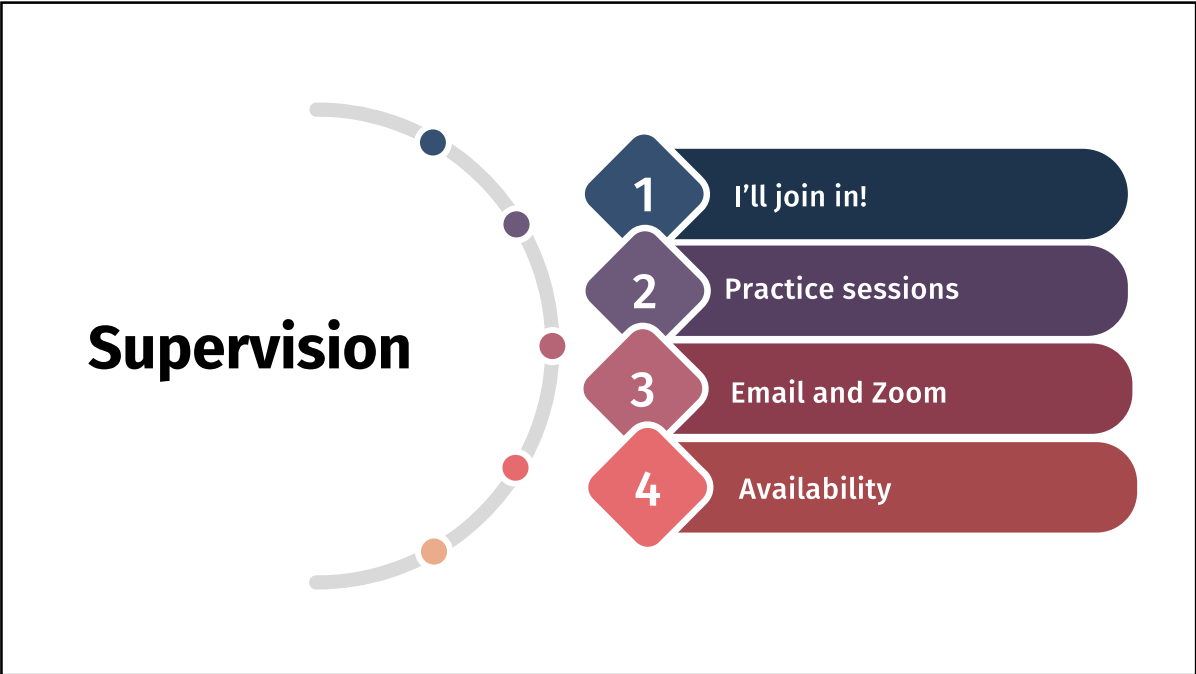 Supervision
1
I’ll join in!
2
Practice sessions
3
Email and Zoom
4
Availability